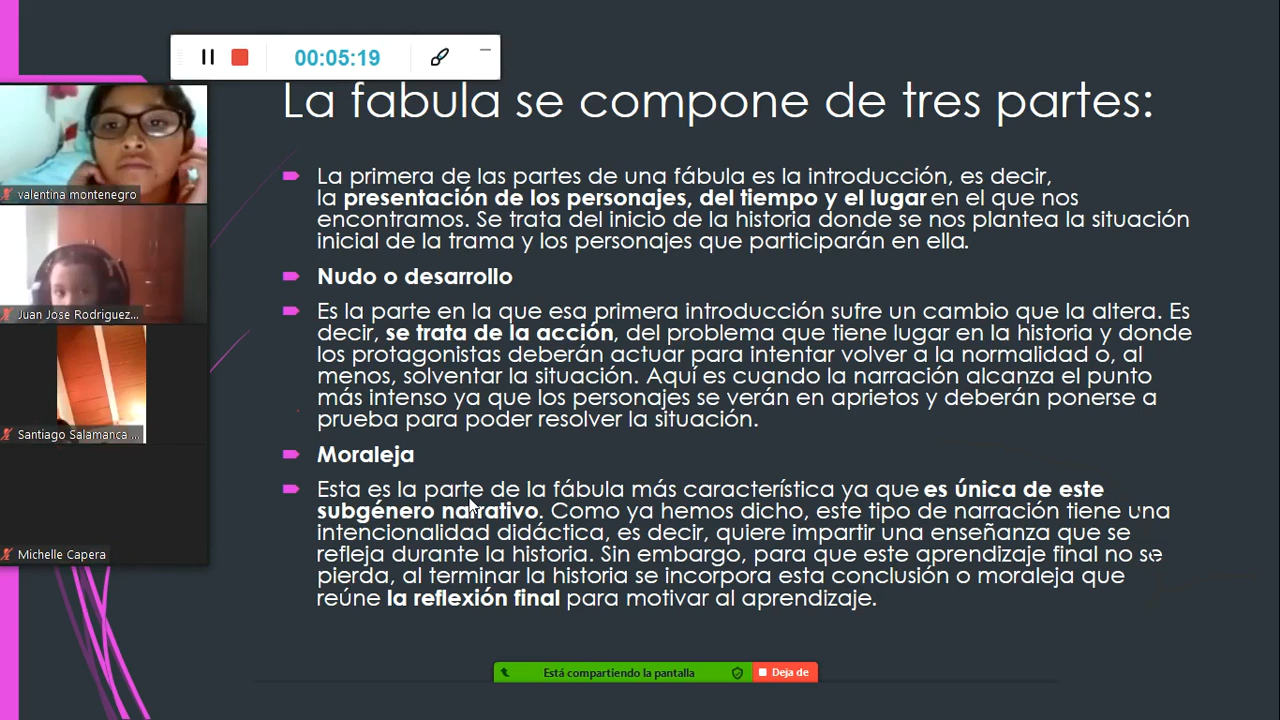 00:05:19
La fabula se compone de tres partes:
La primera de las partes de una fábula es la introducción, es decir,
la presentación de los personajes, del tiempo y el lugar en el que nos
encontramos. Se trata del inicio de la historia donde se nos plantea la situación
inicial de la trama y los personajes que participarán en ella.
Nudo o desarrollo
Es la parte en la que esa primera introducción sufre un cambio que la altera. Es
decir, se trata de la acción, del problema que tiene lugar en la historia y donde
los protagonistas deberán actuar para intentar volver a la normalidad o, al
menos, solventar la situación. Aquí es cuando la narración alcanza el punto
más intenso ya que los personajes se verán en aprietos y deberán ponerse a
prueba para poder resolver la situación.
Moraleja
Esta es la parte de la fábula más característica ya que es única de este
subgénero narrativo. Como ya hemos dicho, este tipo de narración tiene una
intencionalidad didáctica, es decir, quiere impartir una enseñanza que se
refleja durante la historia. Sin embargo, para que este aprendizaje final no se
pierda, al terminar la historia se incorpora esta conclusión o moraleja que
reúne la reflexión final para motivar al aprendizaje.
valentina montenegro
Juan Jose Rodriguez...
Santiago Salamanca ...
Michelle Capera
Está compartiendo la pantalla
Deja de